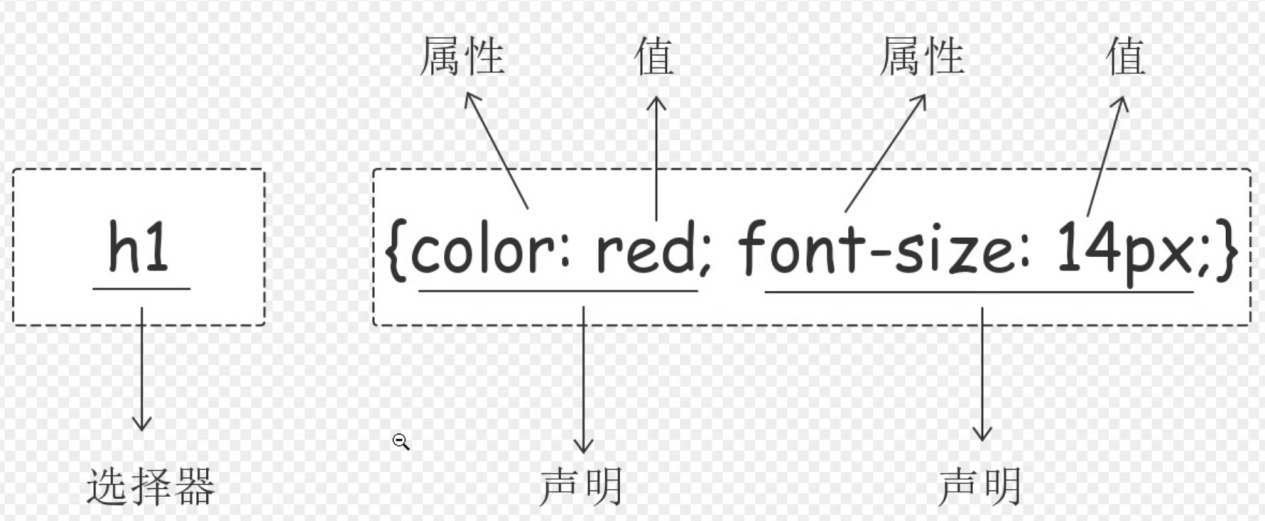 属性 值 属性 值
h1 {color: red; font-size: 14px;}
选择器 声明 声明